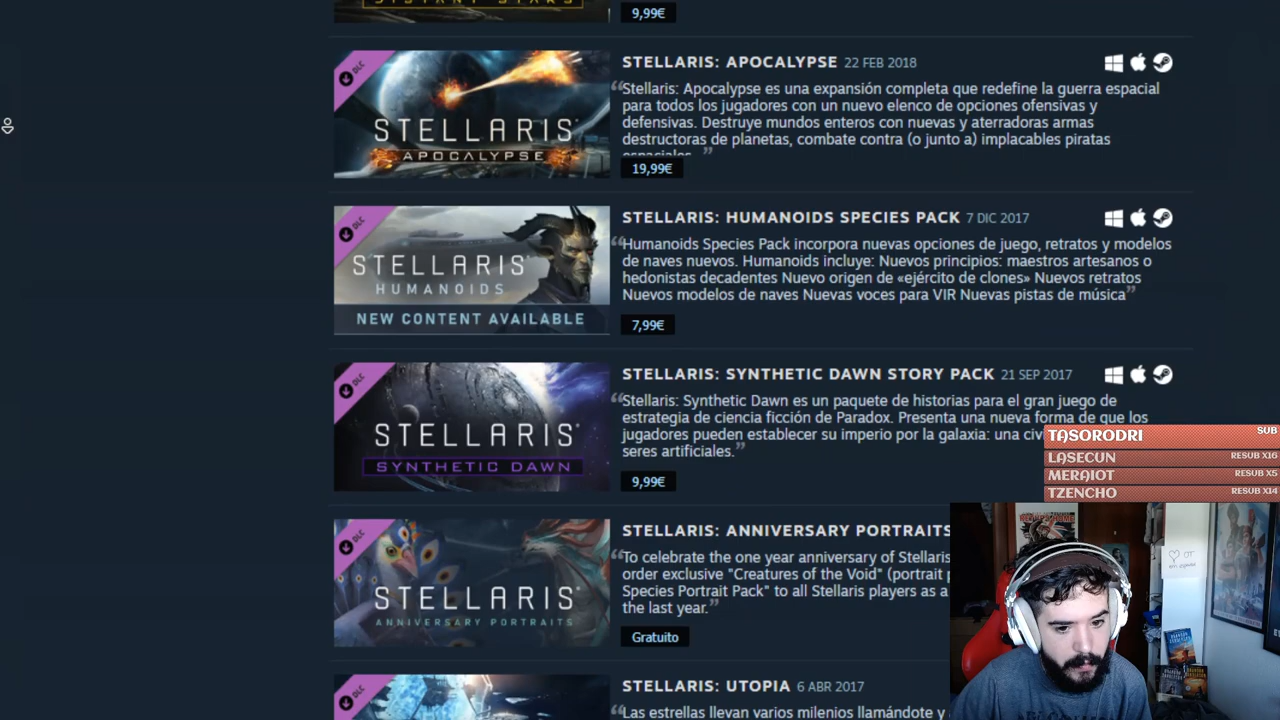 DISTANT STARS
9,99€
DLC
STELLARIS
APOCALYPSE
STELLARIS: APOCALYPSE 22 FEB 2018
“Stellaris: Apocalypse es una expansión completa que redefine la guerra espacial
para todos los jugadores con un nuevo elenco de opciones ofensivas y
defensivas. Destruye mundos enteros con nuevas y aterradoras armas
destructoras de planetas, combate contra (o junto a) implacables piratas
espaciales. ”
19,99€
DLC
STELLARIS
HUMANOIDS
NEW CONTENT AVAILABLE
STELLARIS: HUMANOIDS SPECIES PACK 7 DIC 2017
“Humanoids Species Pack incorpora nuevas opciones de juego, retratos y modelos
de naves nuevos. Humanoids incluye: Nuevos principios: maestros artesanos o
hedonistas decadentes Nuevo origen de «ejército de clones» Nuevos retratos
Nuevos modelos de naves Nuevas voces para VIR Nuevas pistas de música”
7,99€
DLC
STELLARIS
SYNTHETIC DAWN
STELLARIS: SYNTHETIC DAWN STORY PACK 21 SEP 2017
“Stellaris: Synthetic Dawn es un paquete de historias para el gran juego de
estrategia de ciencia ficción de Paradox. Presenta una nueva forma de que los
jugadores pueden establecer su imperio por la galaxia: una civ
seres artificiales.”
9,99€
TASORODRI SUB
LASECUN RESUB X16
MERAIOT RESUB X5
TZENCHO RESUB X14
DLC
STELLARIS
ANNIVERSARY PORTRAITS
STELLARIS: ANNIVERSARY PORTRAITS
“To celebrate the one year anniversary of Stellaris
order exclusive "Creatures of the Void" (portrait p
Species Portrait Pack" to all Stellaris players as a
the last year.”
Gratuito
DLC
STELLARIS: UTOPIA 6 ABR 2017
“Las estrellas llevan varios milenios llamándote y